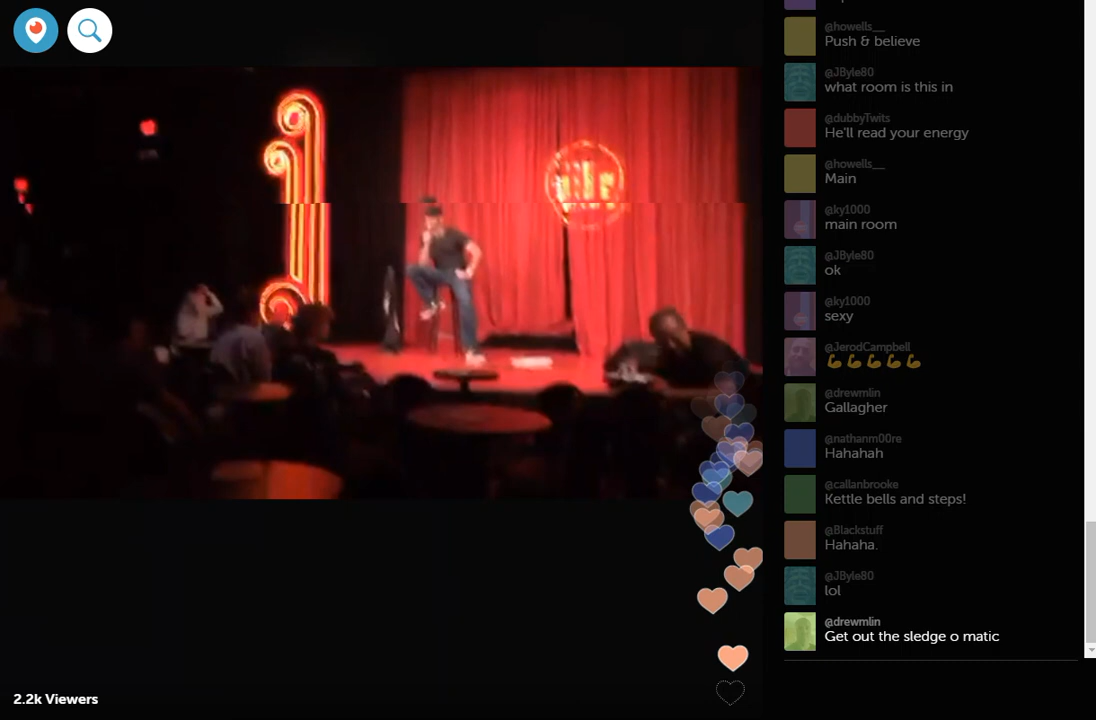 @howells__
Push & believe
@JByle80
what room is this in
@dubbyTwits
He'll read your energy
@howells__
Main
@ky1000
main room
@JByle80
ok
@ky1000
sexy
@JerodCampbell
💪💪💪💪💪
@drewmlin
Gallagher
@nathanm00re
Hahahah
@callanbrooke
Kettle bells and steps!
@Blackstuff
Hahaha.
@JByle80
lol
@drewmlin
Get out the sledge o matic
2.2k Viewers